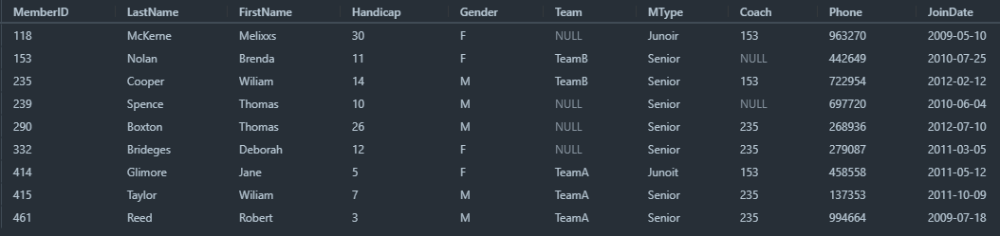 MemberID LastName FirstName Handicap Gender Team MType Coach Phone JoinDate
118 McKerne Melixxs 30 F NULL Junoir 153 963270 2009-05-10
153 Nolan Brenda 11 F TeamB Senior NULL 442649 2010-07-25
235 Cooper Wiliam 14 M TeamB Senior 153 722954 2012-02-12
239 Spence Thomas 10 M NULL Senior NULL 697720 2010-06-04
290 Boxton Thomas 26 M NULL Senior 235 268936 2012-07-10
332 Brideges Deborah 12 F NULL Senior 235 279087 2011-03-05
414 Glimore Jane 5 F TeamA Junoit 153 458558 2011-05-12
415 Taylor Wiliam 7 M TeamA Senior 235 137353 2011-10-09
461 Reed Robert 3 M TeamA Senior 235 994664 2009-07-18